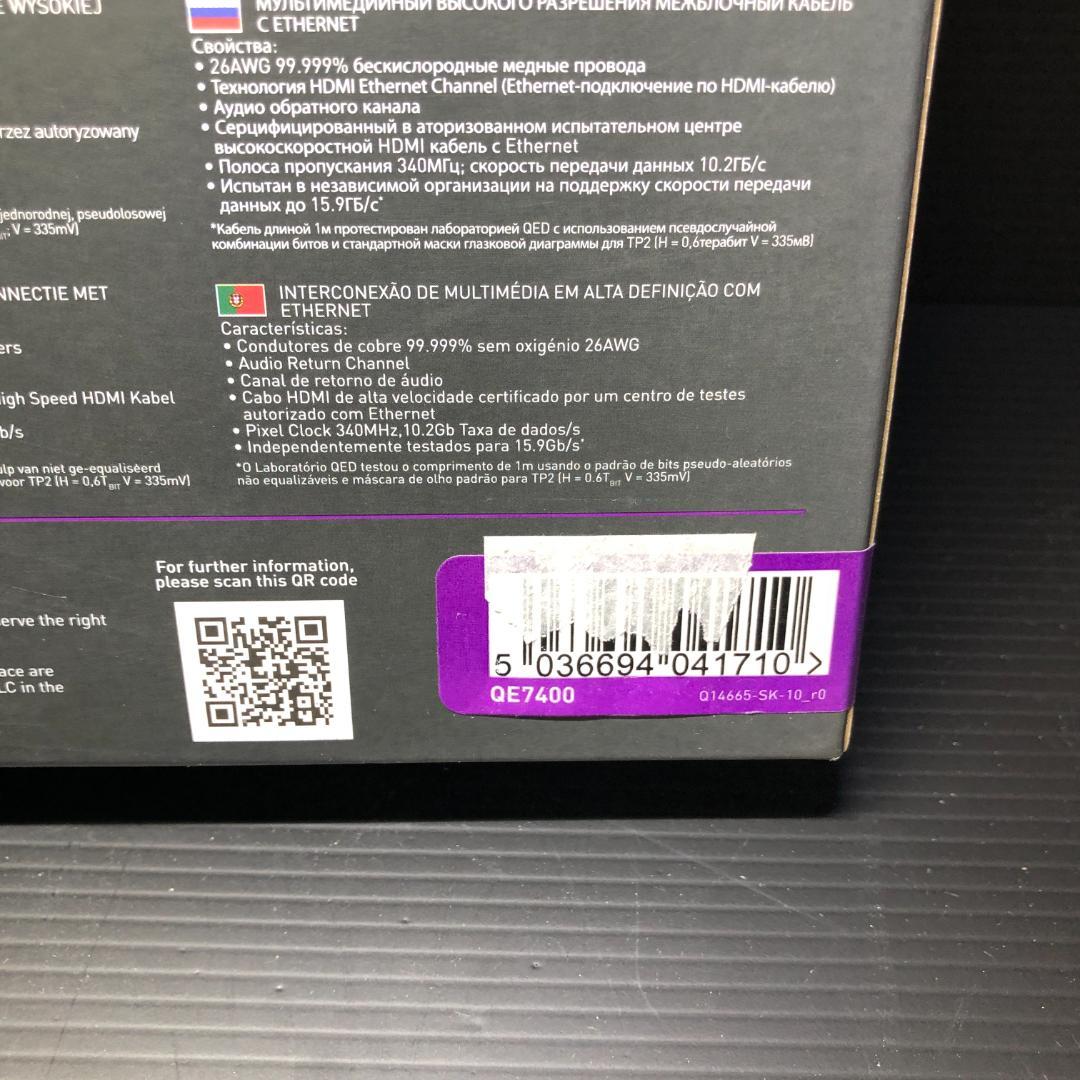 E WYSOKIEJ
rzez autoryzowany
jednorodnej, pseudolosowej
V = 335mV)
NNECTIE MET
ers
igh Speed HDMI Kabel
b/s
ulp van niet ge-equaliseerd
voor TP2 (H = 0,6TBIT V = 335mV)
МУЛЬТИМЕДИЙНЫЙ ВЫСОКОГО РАЗРЕШЕНИЯ МЕЖБЛОЧНЫЙ КАБЕЛЬ
С ETHERNET
Свойства:
• 26AWG 99.999% бескислородные медные провода
• Технология HDMI Ethernet Channel (Ethernet-подключение по HDMI-кабелю)
• Аудио обратного канала
• Серцифицированный в аторизованном испытательном центре
высокоскоростной HDMI кабель с Ethernet
• Полоса пропускания 340МГц; скорость передачи данных 10.2ГБ/с
• Испытан в независимой организации на поддержку скорости передачи
данных до 15.9ГБ/с*
*Кабель длиной 1м протестирован лабораторией QED с использованием псевдослучайной
комбинации битов и стандартной маски глазковой диаграммы для TP2 (H = 0,6терабит V = 335мВ)
INTERCONEXÃO DE MULTIMÉDIA EM ALTA DEFINIÇÃO COM
ETHERNET
Características:
• Condutores de cobre 99.999% sem oxigénio 26AWG
• Audio Return Channel
• Canal de retorno de áudio
• Cabo HDMI de alta velocidade certificado por um centro de testes
autorizado com Ethernet
• Pixel Clock 340MHz,10.2Gb Taxa de dados/s
• Independentemente testados para 15.9Gb/s*
*O Laboratório QED testou o comprimento de 1m usando o padrão de bits pseudo-aleatórios
não equalizáveis e máscara de olho padrão para TP2 (H = 0.6TBIT V = 335mV)
For further information,
please scan this QR code
erve the right
ace are
LC in the
5 036694 041710 >
QE7400
Q14665-SK-10_r0